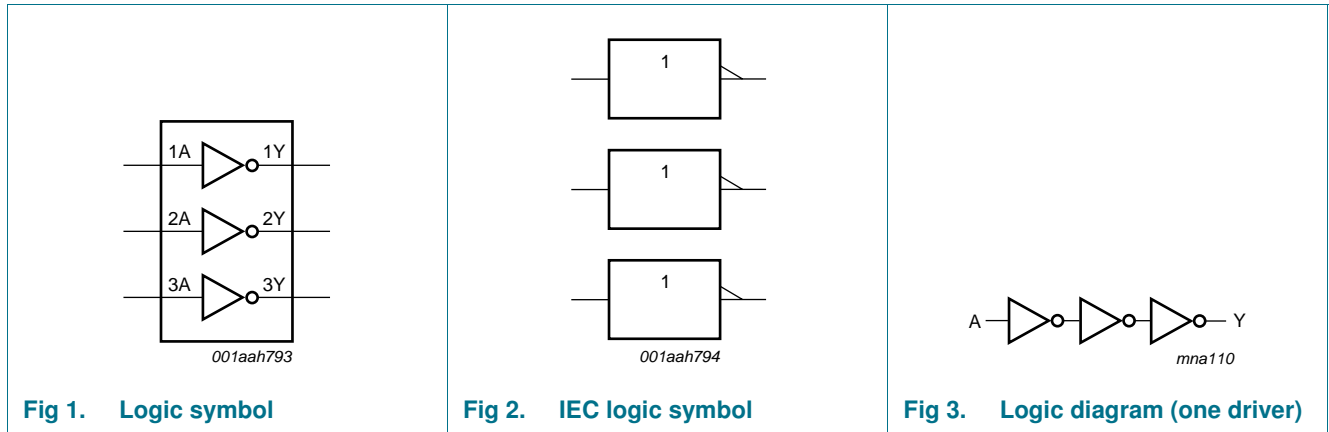 1A 1Y
2A 2Y
3A 3Y
001aah793
Fig 1. Logic symbol
1
1
1
001aah794
Fig 2. IEC logic symbol
A Y
mna110
Fig 3. Logic diagram (one driver)